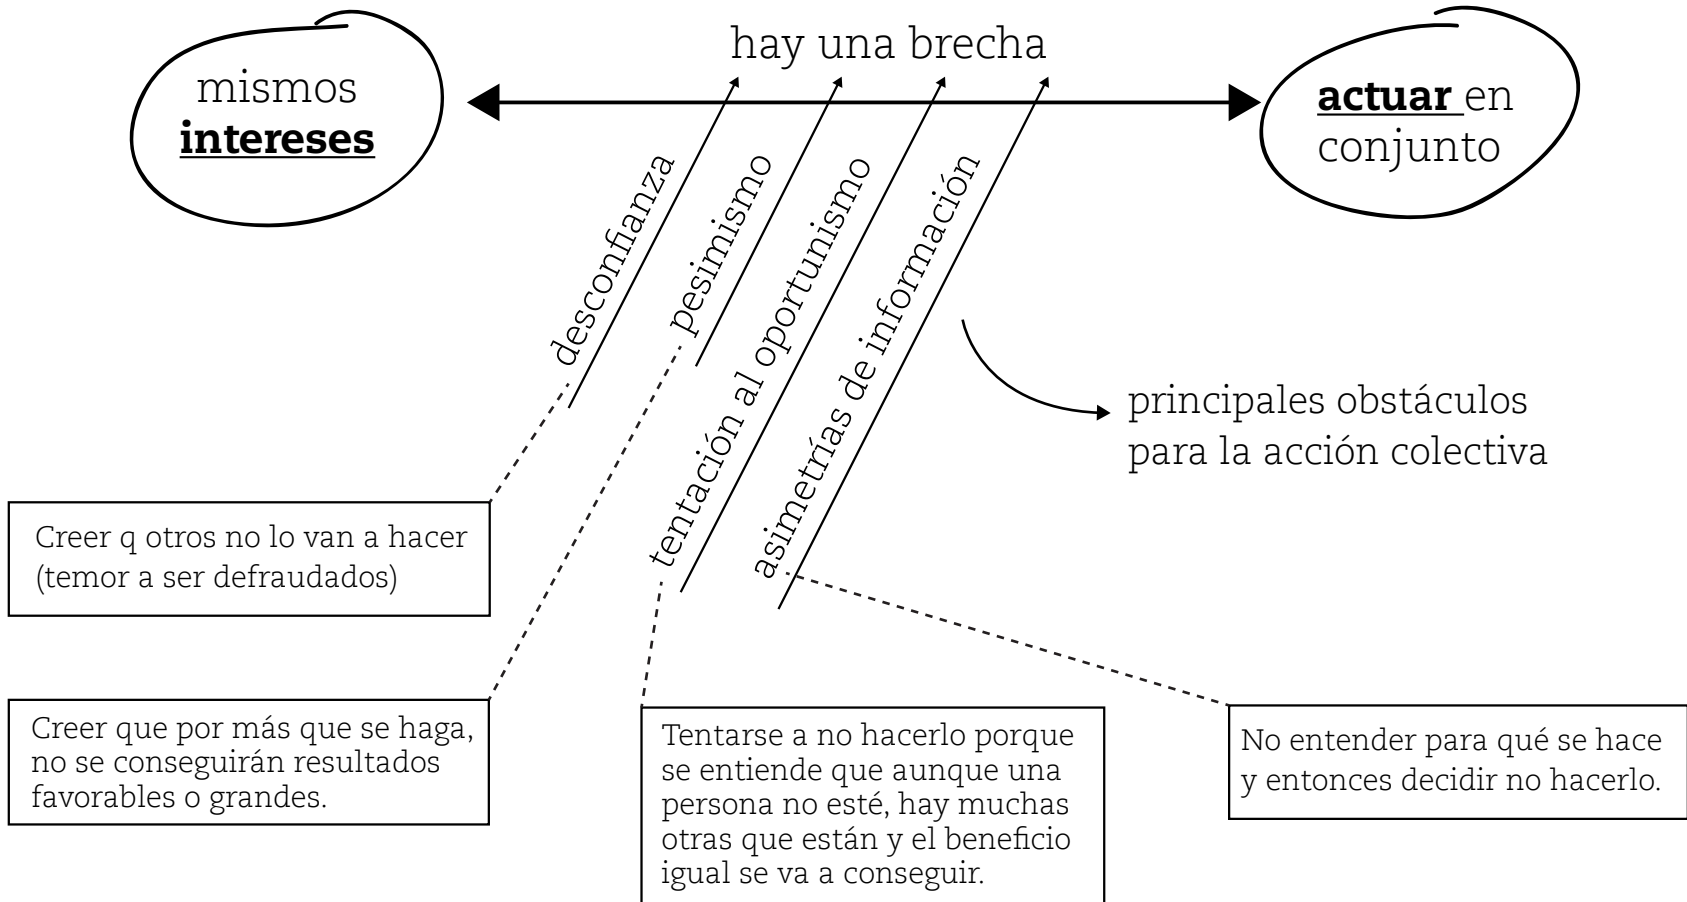 hay una brecha
mismos
intereses
actuar en
conjunto
desconfianza
pesimismo
tentación al oportunismo
asimetrías de información
principales obstáculos
para la acción colectiva
Creer q otros no lo van a hacer
(temor a ser defraudados)
Creer que por más que se haga,
no se conseguirán resultados
favorables o grandes.
Tentarse a no hacerlo porque
se entiende que aunque una
persona no esté, hay muchas
otras que están y el beneficio
igual se va a conseguir.
No entender para qué se hace
y entonces decidir no hacerlo.